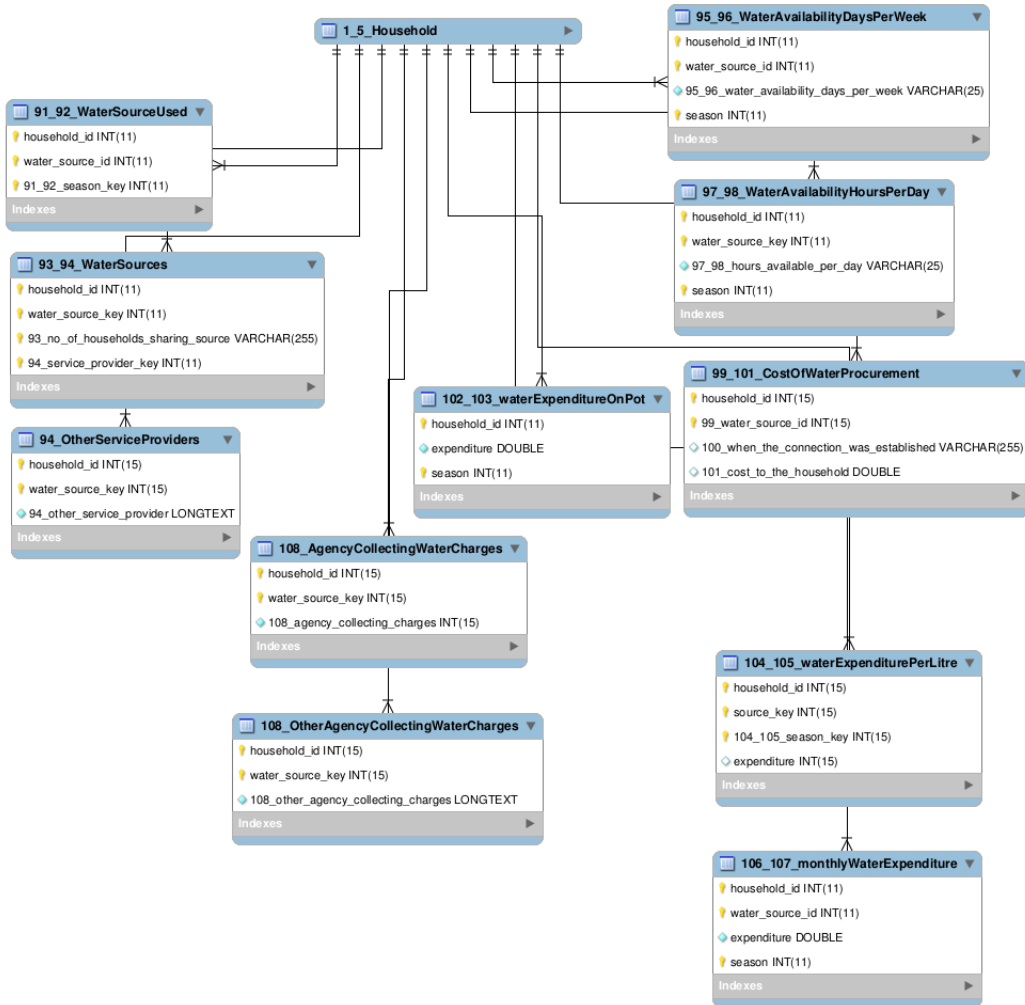 1_5_Household
95_96_WaterAvailabilityDaysPerWeek
household_id INT(11)
water_source_id INT(11)
95_96_water_availability_days_per_week VARCHAR(25)
season INT(11)
Indexes
91_92_WaterSourceUsed
household_id INT(11)
water_source_id INT(11)
91_92_season_key INT(11)
Indexes
97_98_WaterAvailabilityHoursPerDay
household_id INT(11)
water_source_key INT(11)
97_98_hours_available_per_day VARCHAR(25)
season INT(11)
Indexes
93_94_WaterSources
household_id INT(11)
water_source_key INT(11)
93_no_of_households_sharing_source VARCHAR(255)
94_service_provider_key INT(11)
Indexes
99_101_CostOfWaterProcurement
household_id INT(15)
99_water_source_id INT(15)
100_when_the_connection_was_established VARCHAR(255)
101_cost_to_the_household DOUBLE
Indexes
102_103_waterExpenditureOnPot
household_id INT(11)
expenditure DOUBLE
season INT(11)
Indexes
94_OtherServiceProviders
household_id INT(15)
water_source_key INT(15)
94_other_service_provider LONGTEXT
Indexes
108_AgencyCollectingWaterCharges
household_id INT(15)
water_source_key INT(15)
108_agency_collecting_charges INT(15)
Indexes
104_105_waterExpenditurePerLitre
household_id INT(15)
source_key INT(15)
104_105_season_key INT(15)
expenditure INT(15)
Indexes
108_OtherAgencyCollectingWaterCharges
household_id INT(15)
water_source_key INT(15)
108_other_agency_collecting_charges LONGTEXT
Indexes
106_107_monthlyWaterExpenditure
household_id INT(11)
water_source_id INT(11)
expenditure DOUBLE
season INT(11)
Indexes